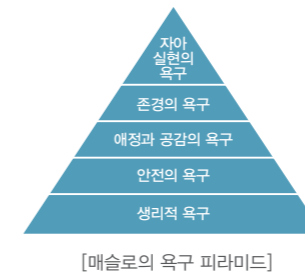 자아
실현의
욕구
존경의 욕구
애정과 공감의 욕구
안전의 욕구
생리적 욕구
[매슬로의 욕구 피라미드]